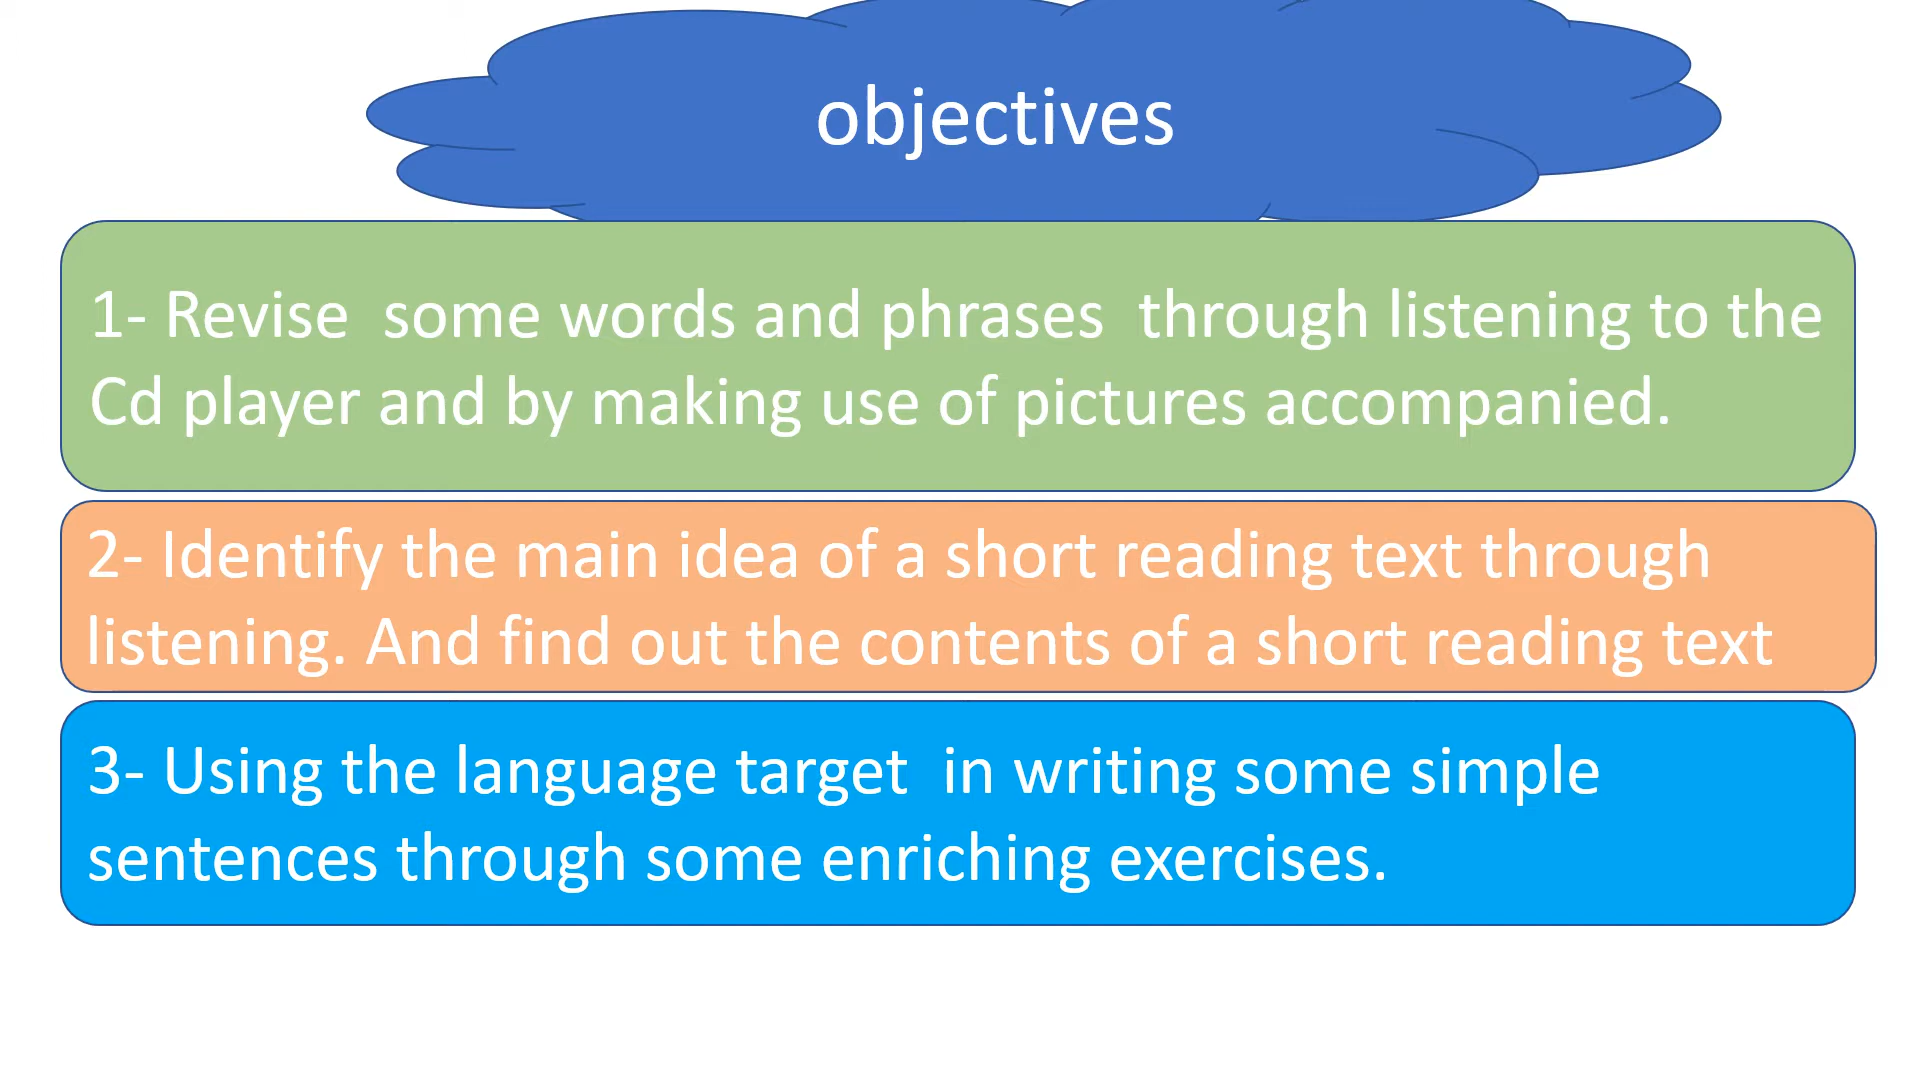 objectives
1- Revise  some words and phrases  through listening to the
Cd player and by making use of pictures accompanied.
2- Identify the main idea of a short reading text through
listening. And find out the contents of a short reading text
3- Using the language target  in writing some simple
sentences through some enriching exercises.